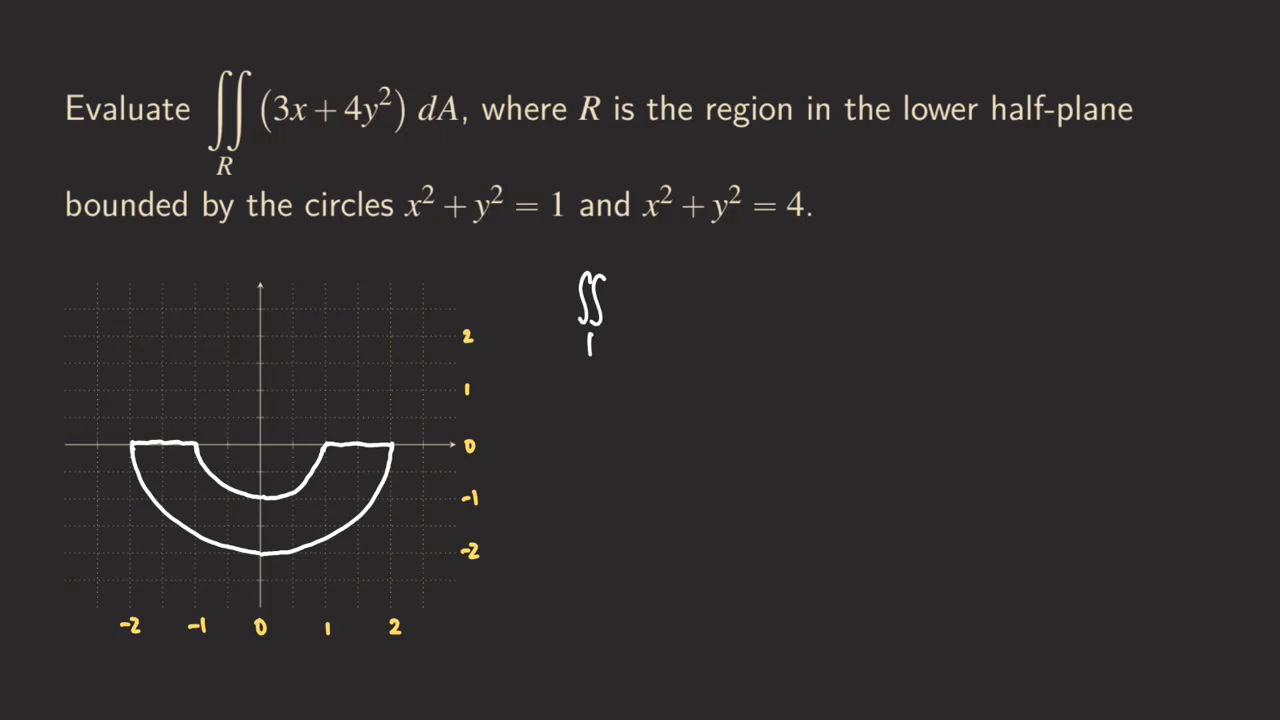 Evaluate ∬ (3x + 4y²) dA, where R is the region in the lower half-plane
R
bounded by the circles x² + y² = 1 and x² + y² = 4.
∬
2
1
0
-1
-2
-2 -1 0 1 2